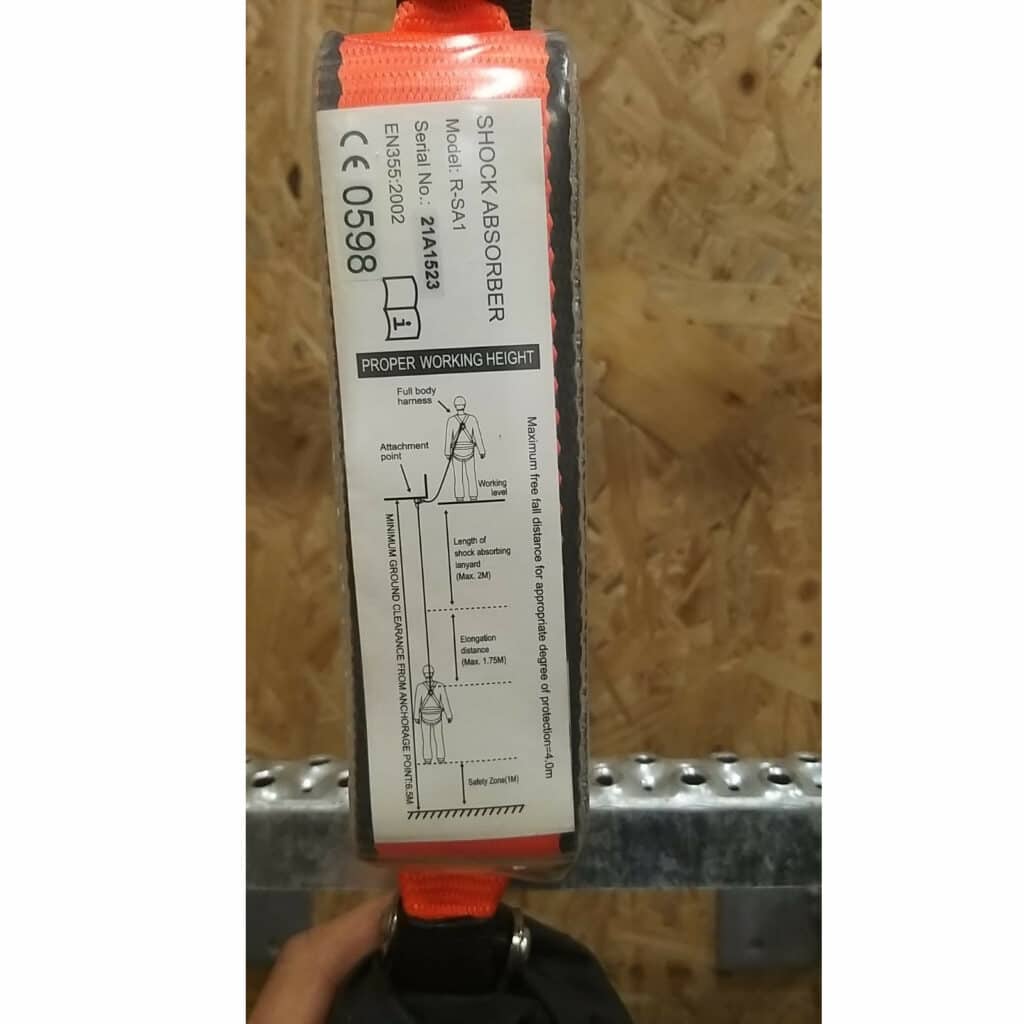 SHOCK ABSORBER
Model: R-SA1
Serial No.: 21A1523
EN355:2002
CE 0598
i
PROPER WORKING HEIGHT
Full body
harness
Attachment
point
Working
level
Length of
shock absorbing
lanyard
(Max. 2M)
Elongation
distance
(Max. 1.75M)
Safety Zone(1M)
MINIMUM GROUND CLEARANCE FROM ANCHORAGE POINT:6.5M
Maximum free fall distance for appropriate degree of protection=4.0m